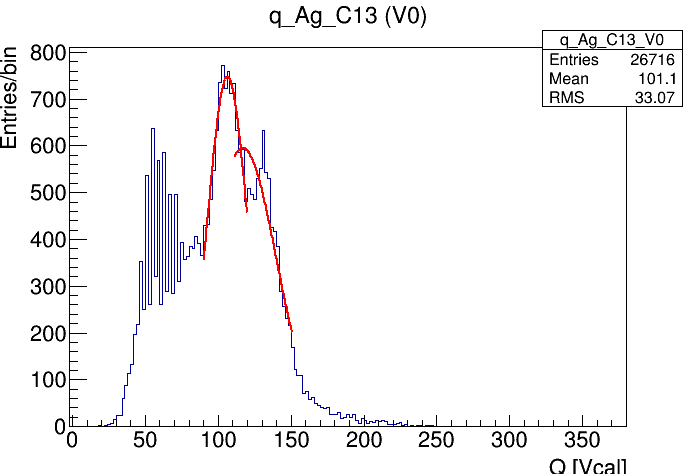 q_Ag_C13 (V0)
q_Ag_C13_V0
Entries 26716
Mean 101.1
RMS 33.07
Entries/bin
800
700
600
500
400
300
200
100
0
0 50 100 150 200 250 300 350
Q [Vcal]